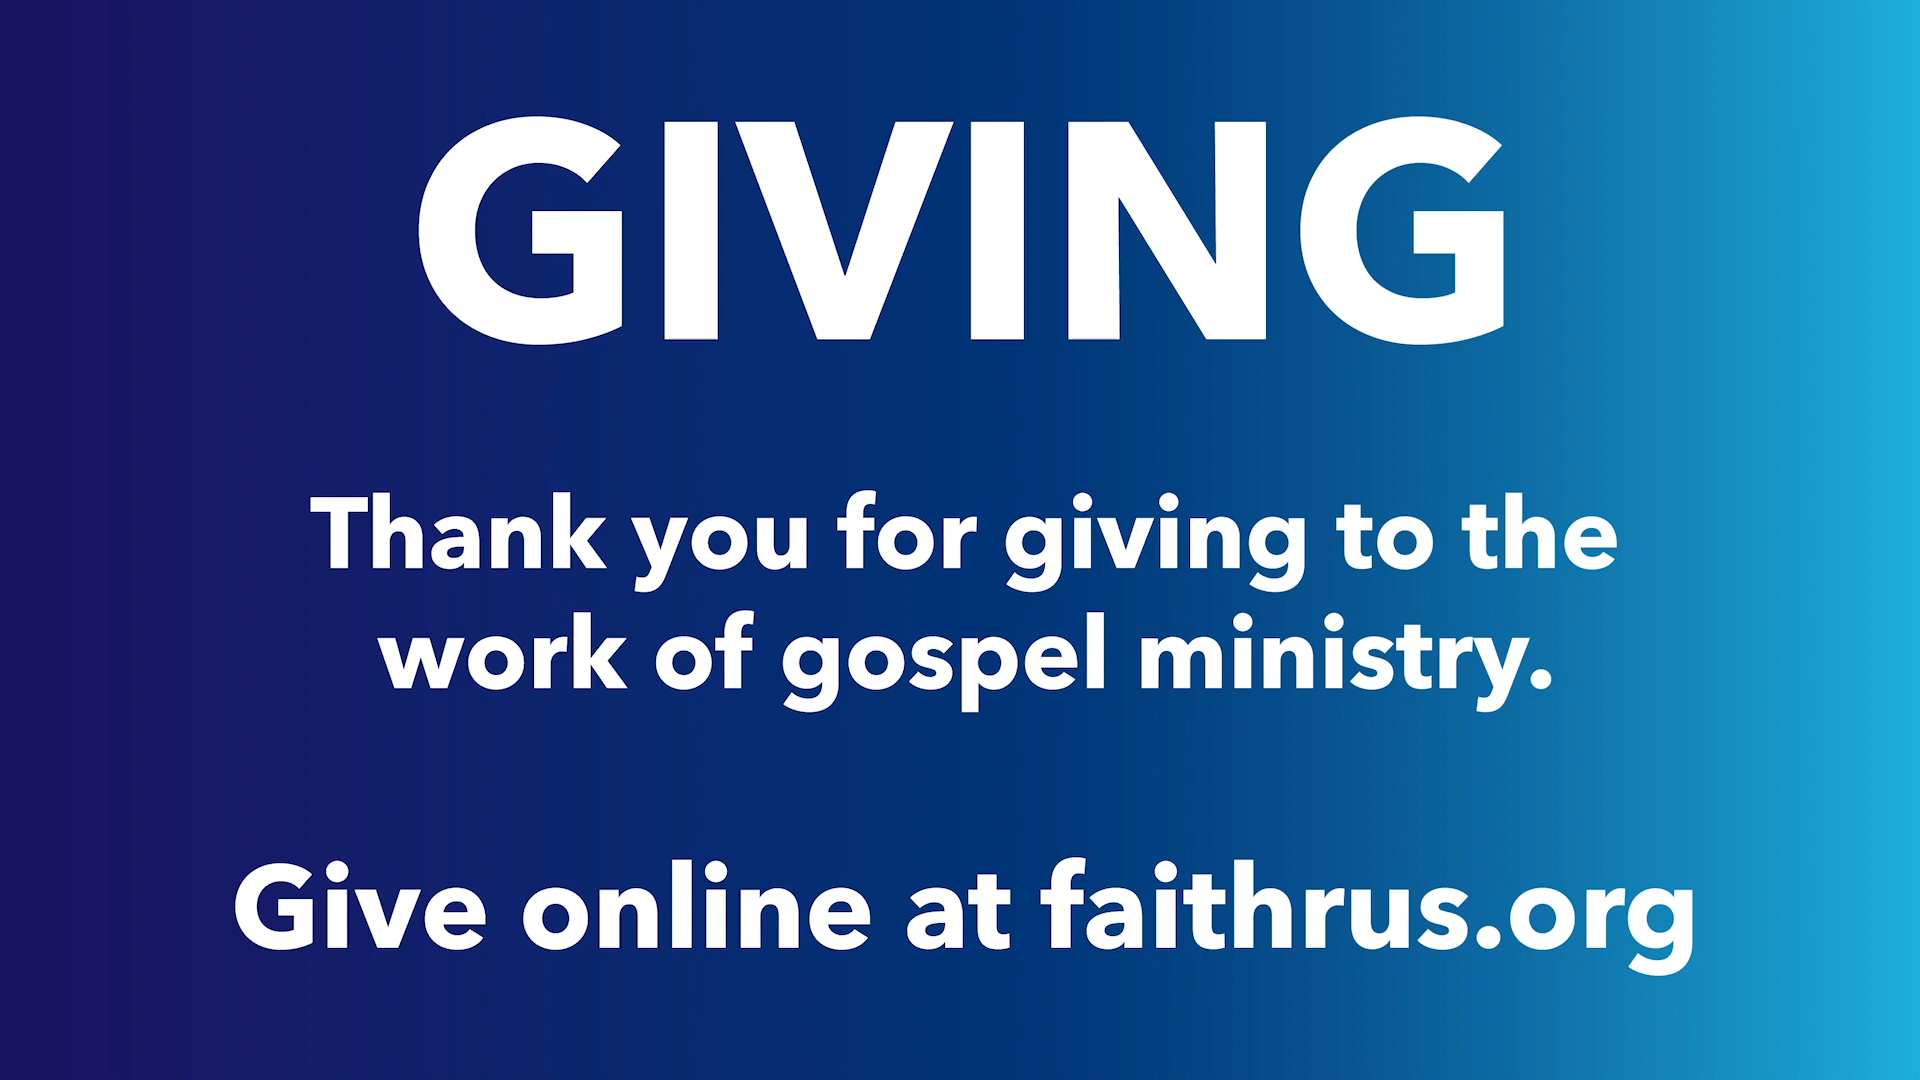 GIVING
Thank you for giving to the
work of gospel ministry.
Give online at faithrus.org